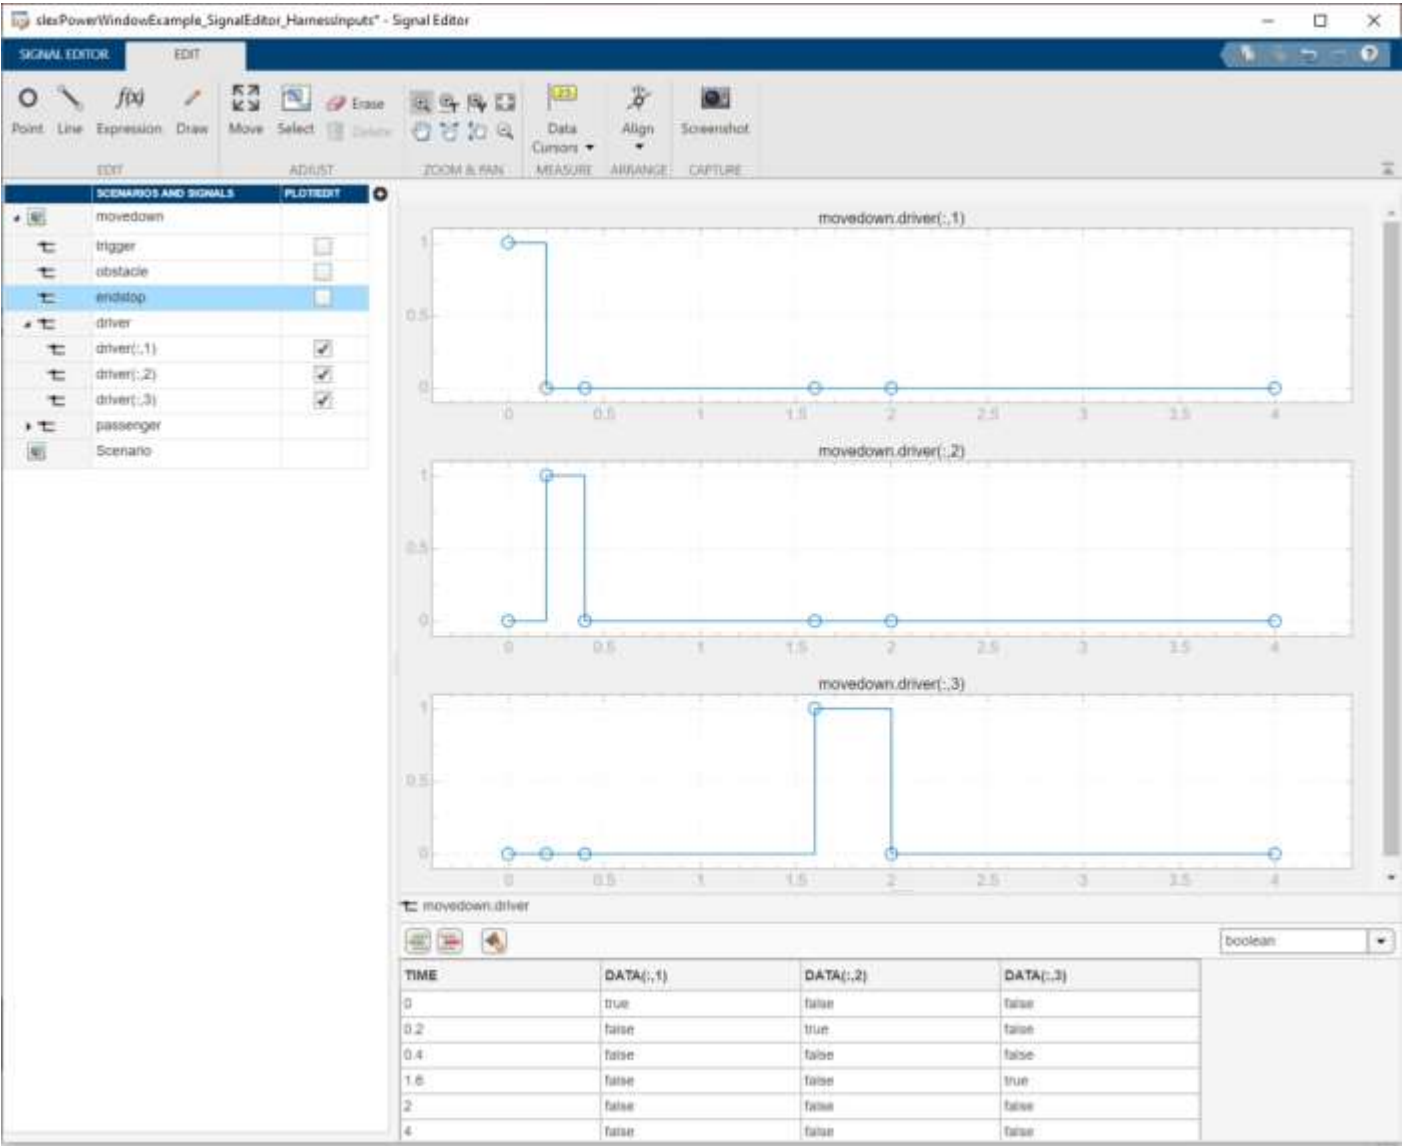 slexPowerWindowExample_SignalEditor_HarnessInputs* - Signal Editor
SIGNAL EDITOR EDIT
Point Line Expression Draw Move Select Erase Delete Data Cursors Align Screenshot
f(x)
EDIT ADJUST ZOOM & PAN MEASURE ARRANGE CAPTURE
SCENARIOS AND SIGNALS PLOT/EDIT
movedown
trigger
obstacle
endstop
driver
driver(:,1)
driver(:,2)
driver(:,3)
passenger
Scenario
movedown.driver(:,1)
1
0.5
0
0 0.5 1 1.5 2 2.5 3 3.5 4
movedown.driver(:,2)
1
0.5
0
0 0.5 1 1.5 2 2.5 3 3.5 4
movedown.driver(:,3)
1
0.5
0
0 0.5 1 1.5 2 2.5 3 3.5 4
movedown.driver
boolean
TIME DATA(:,1) DATA(:,2) DATA(:,3)
0 true false false
0.2 false true false
0.4 false false false
1.6 false false true
2 false false false
4 false false false